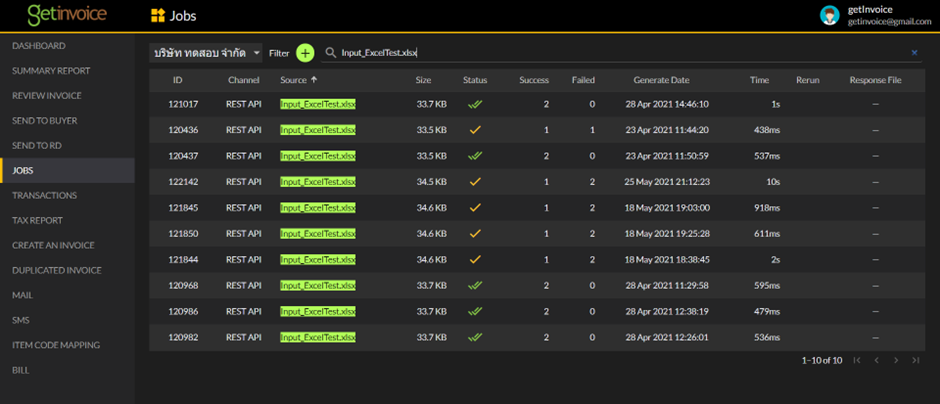 getinvoice
Jobs
getInvoice
getinvoice@gmail.com
DASHBOARD
SUMMARY REPORT
REVIEW INVOICE
SEND TO BUYER
SEND TO RD
JOBS
TRANSACTIONS
TAX REPORT
CREATE AN INVOICE
DUPLICATED INVOICE
MAIL
SMS
ITEM CODE MAPPING
BILL
บริษัท ทดสอบ จำกัด Filter + Input_ExcelTest.xlsx ×
ID Channel Source ↑ Size Status Success Failed Generate Date Time Rerun Response File
121017 REST API Input_ExcelTest.xlsx 33.7 KB 2 0 28 Apr 2021 14:46:10 1s —
120436 REST API Input_ExcelTest.xlsx 33.5 KB 1 1 23 Apr 2021 11:44:20 438ms —
120437 REST API Input_ExcelTest.xlsx 33.5 KB 2 0 23 Apr 2021 11:50:59 537ms —
122142 REST API Input_ExcelTest.xlsx 34.5 KB 1 2 25 May 2021 21:12:23 10s —
121845 REST API Input_ExcelTest.xlsx 34.6 KB 1 2 18 May 2021 19:03:00 918ms —
121850 REST API Input_ExcelTest.xlsx 34.6 KB 1 2 18 May 2021 19:25:28 611ms —
121844 REST API Input_ExcelTest.xlsx 34.6 KB 1 2 18 May 2021 18:38:45 2s —
120968 REST API Input_ExcelTest.xlsx 33.7 KB 2 0 28 Apr 2021 11:29:58 595ms —
120986 REST API Input_ExcelTest.xlsx 33.7 KB 2 0 28 Apr 2021 12:38:19 479ms —
120982 REST API Input_ExcelTest.xlsx 33.7 KB 2 0 28 Apr 2021 12:26:01 536ms —
1–10 of 10